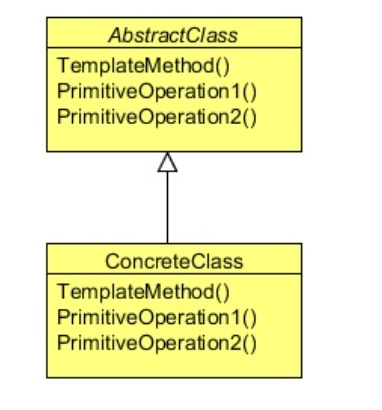 AbstractClass
TemplateMethod()
PrimitiveOperation1()
PrimitiveOperation2()
ConcreteClass
TemplateMethod()
PrimitiveOperation1()
PrimitiveOperation2()